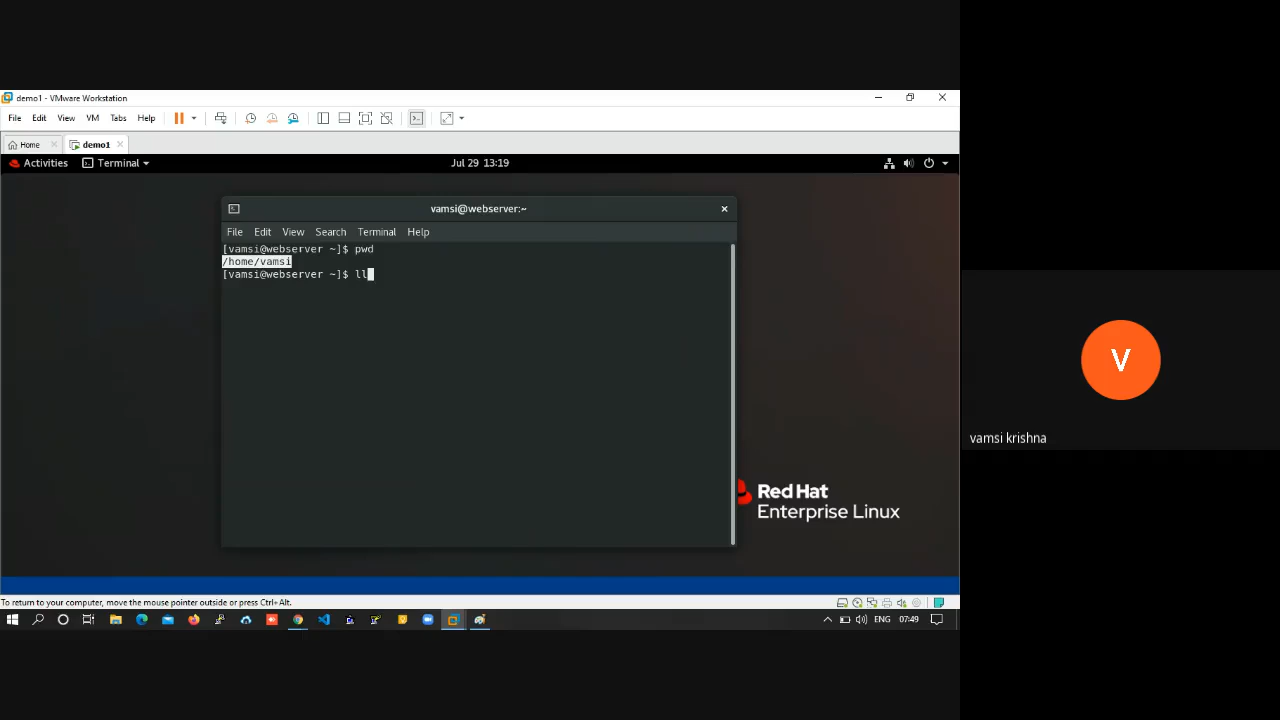 demo1 - VMware Workstation
File Edit View VM Tabs Help
Home demo1
Activities Terminal Jul 29 13:19
vamsi@webserver:~
File Edit View Search Terminal Help
[vamsi@webserver ~]$ pwd
/home/vamsi
[vamsi@webserver ~]$ ll
Red Hat
Enterprise Linux
To return to your computer, move the mouse pointer outside or press Ctrl+Alt.
ENG 07:49
V
vamsi krishna